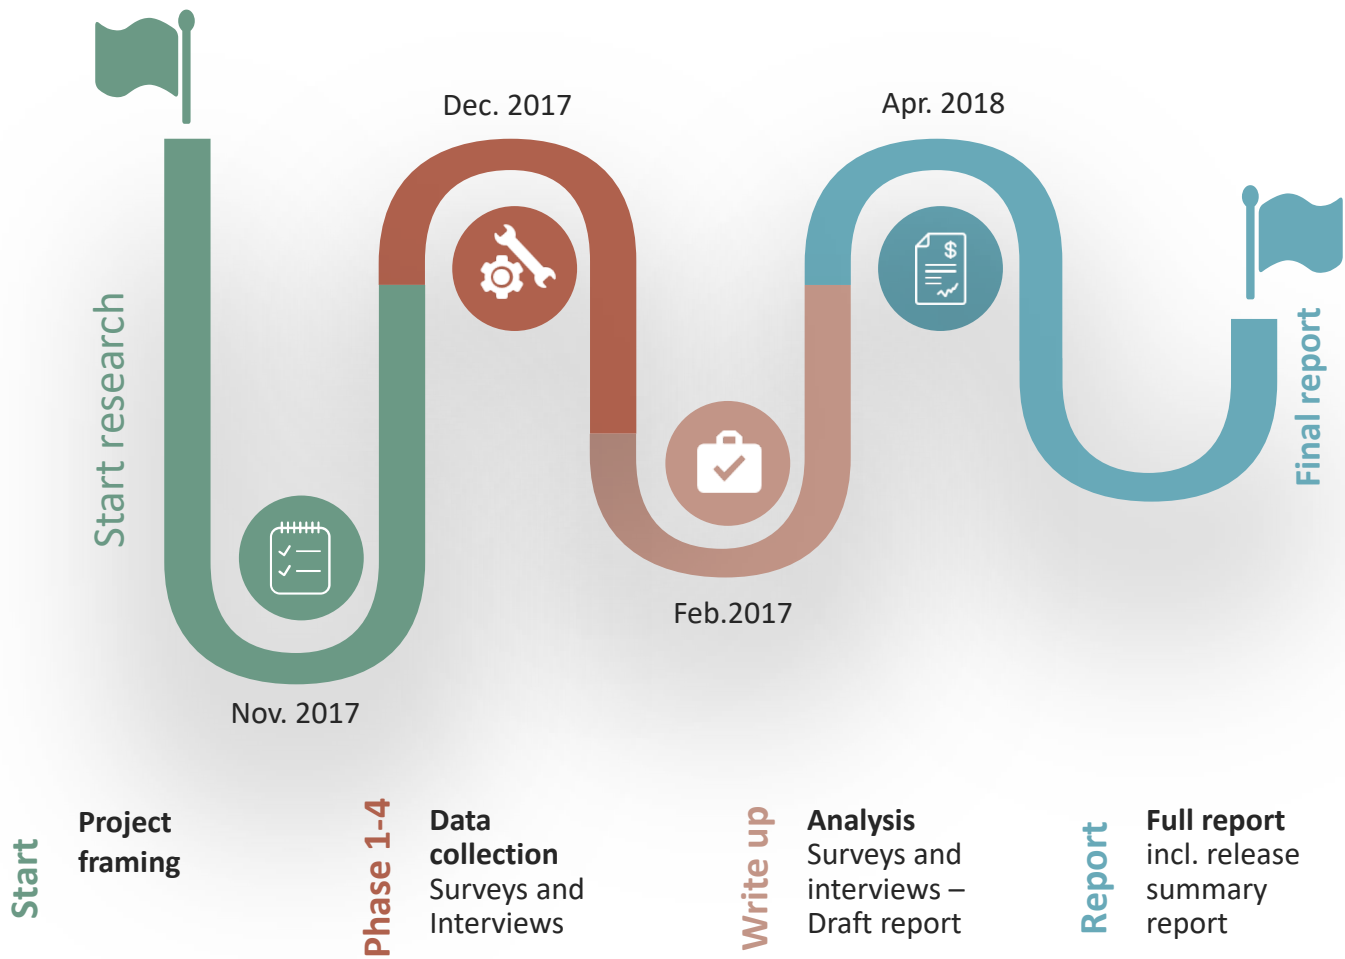 Dec. 2017
Apr. 2018
Start research
$
Final report
Feb.2017
Nov. 2017
Start
Project
framing
Phase 1-4
Data
collection
Surveys and
Interviews
Write up
Analysis
Surveys and
interviews –
Draft report
Report
Full report
incl. release
summary
report